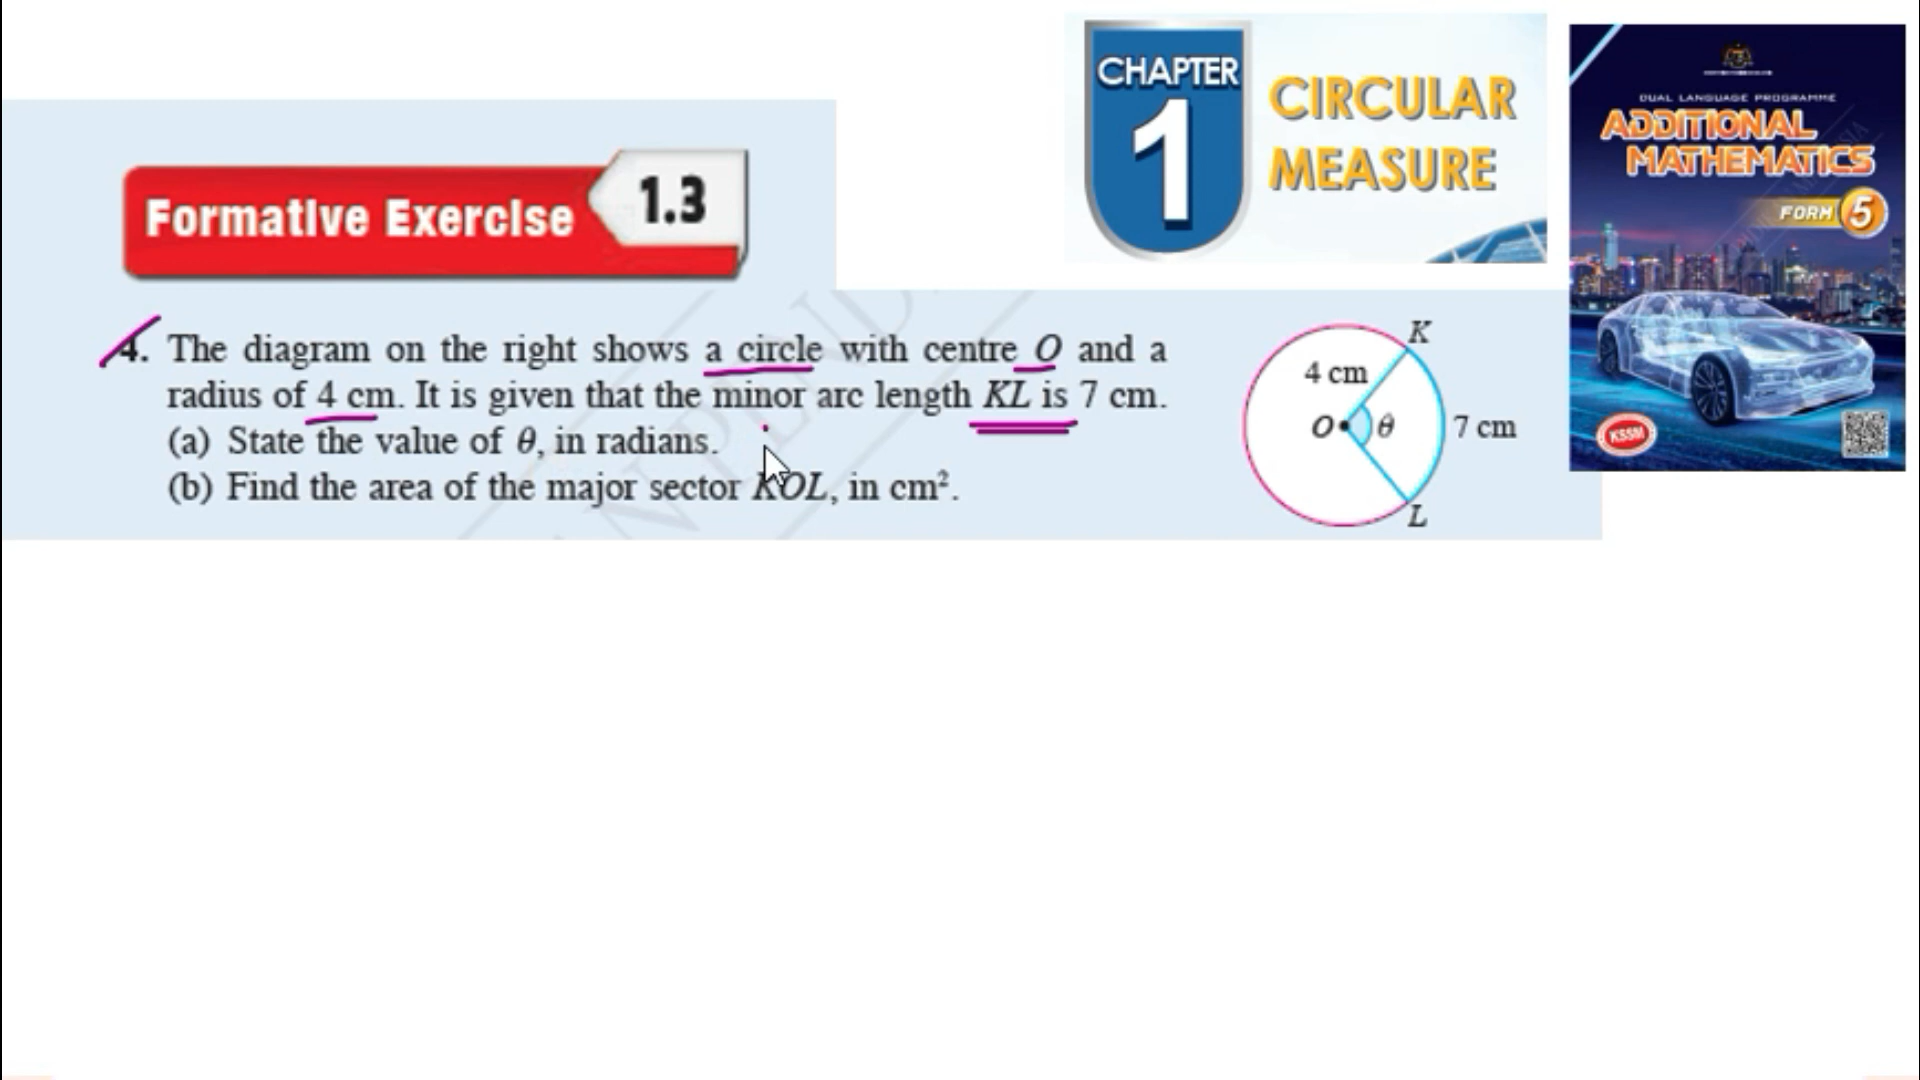 CHAPTER
1
CIRCULAR
MEASURE
DUAL LANGUAGE PROGRAMME
ADDITIONAL
MATHEMATICS
FORM 5
KSSM
Formative Exercise 1.3
4. The diagram on the right shows a circle with centre O and a
radius of 4 cm. It is given that the minor arc length KL is 7 cm.
(a) State the value of θ, in radians.
(b) Find the area of the major sector KOL, in cm².
K
4 cm
O θ 7 cm
L